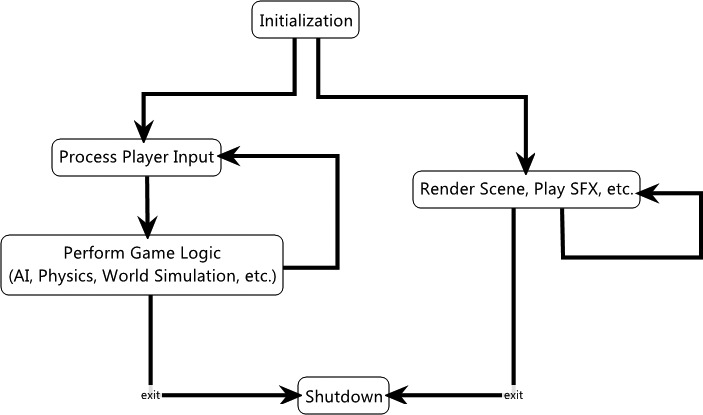 Initialization
Process Player Input
Render Scene, Play SFX, etc.
Perform Game Logic
(AI, Physics, World Simulation, etc.)
exit
Shutdown
exit